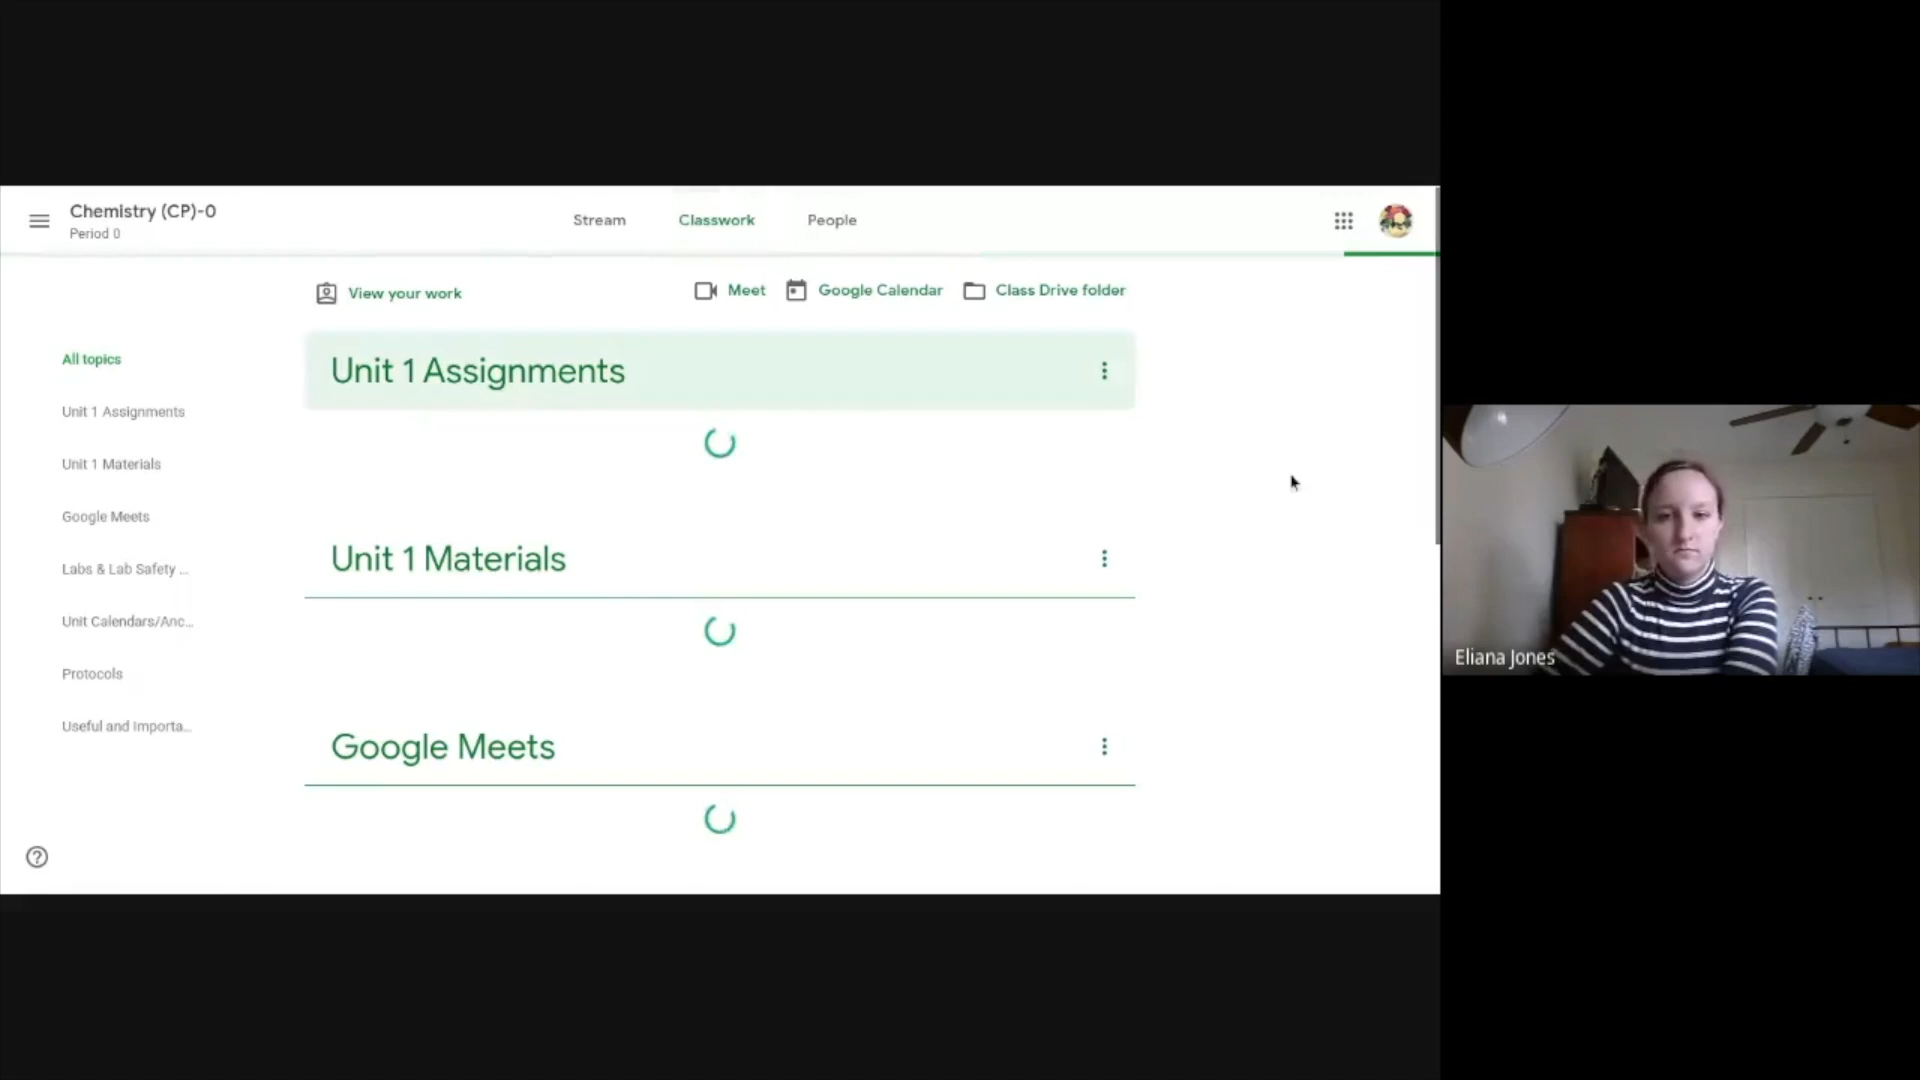 Chemistry (CP)-0
Period 0
Stream
Classwork
People
View your work
Meet
Google Calendar
Class Drive folder
All topics
Unit 1 Assignments
Unit 1 Materials
Google Meets
Labs & Lab Safety ...
Unit Calendars/Anc...
Protocols
Useful and Importa...
Unit 1 Assignments
Unit 1 Materials
Google Meets
Eliana Jones